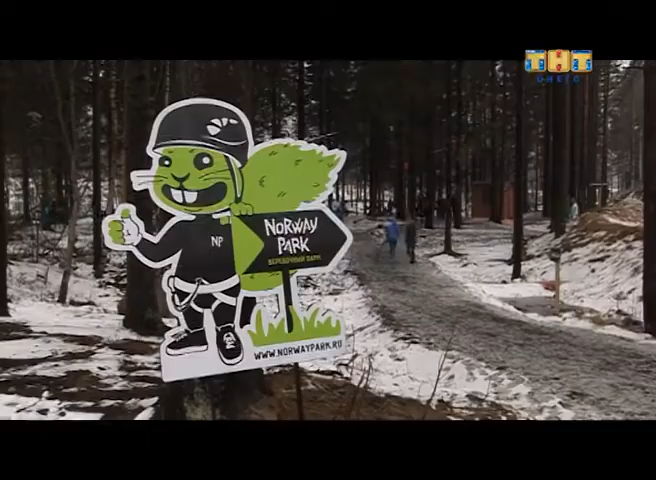 ТНТ
ОНЕГО
NP
NORWAY
PARK
ВЕРЕВОЧНЫЙ ПАРК
WWW.NORWAYPARK.RU